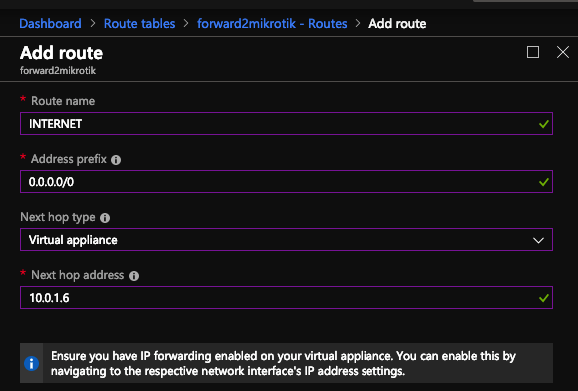 Dashboard > Route tables > forward2mikrotik - Routes > Add route
Add route
forward2mikrotik
* Route name
INTERNET
* Address prefix
0.0.0.0/0
Next hop type
Virtual appliance
* Next hop address
10.0.1.6
Ensure you have IP forwarding enabled on your virtual appliance. You can enable this by
navigating to the respective network interface's IP address settings.